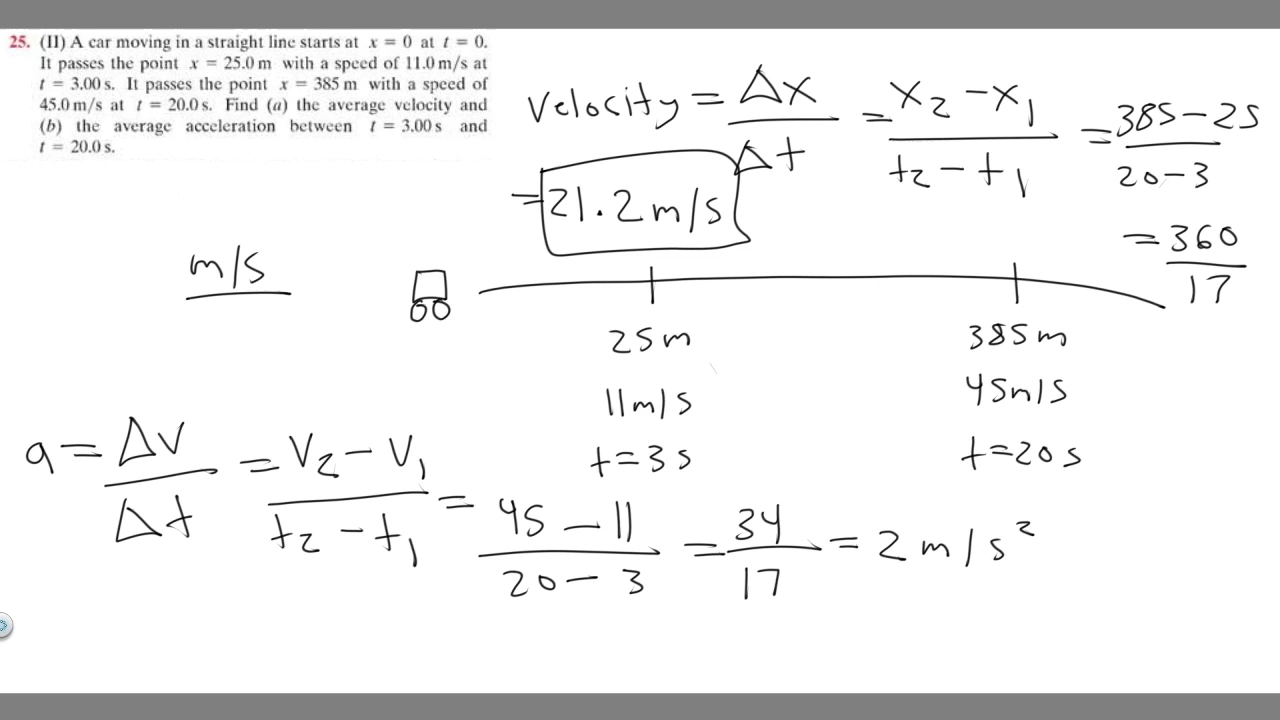 25. (II) A car moving in a straight line starts at x = 0 at t = 0.
It passes the point x = 25.0 m with a speed of 11.0 m/s at
t = 3.00 s. It passes the point x = 385 m with a speed of
45.0 m/s at t = 20.0 s. Find (a) the average velocity and
(b) the average acceleration between t = 3.00 s and
t = 20.0 s.
Velocity = Δx / Δt = x₂ - x₁ / t₂ - t₁ = 385 - 25 / 20 - 3
= 360 / 17
= 21.2 m/s
m/s
25m
11m/s
t=3s
385m
45m/s
t=20s
a = Δv / Δt = v₂ - v₁ / t₂ - t₁ = 45 - 11 / 20 - 3 = 34 / 17 = 2 m/s²